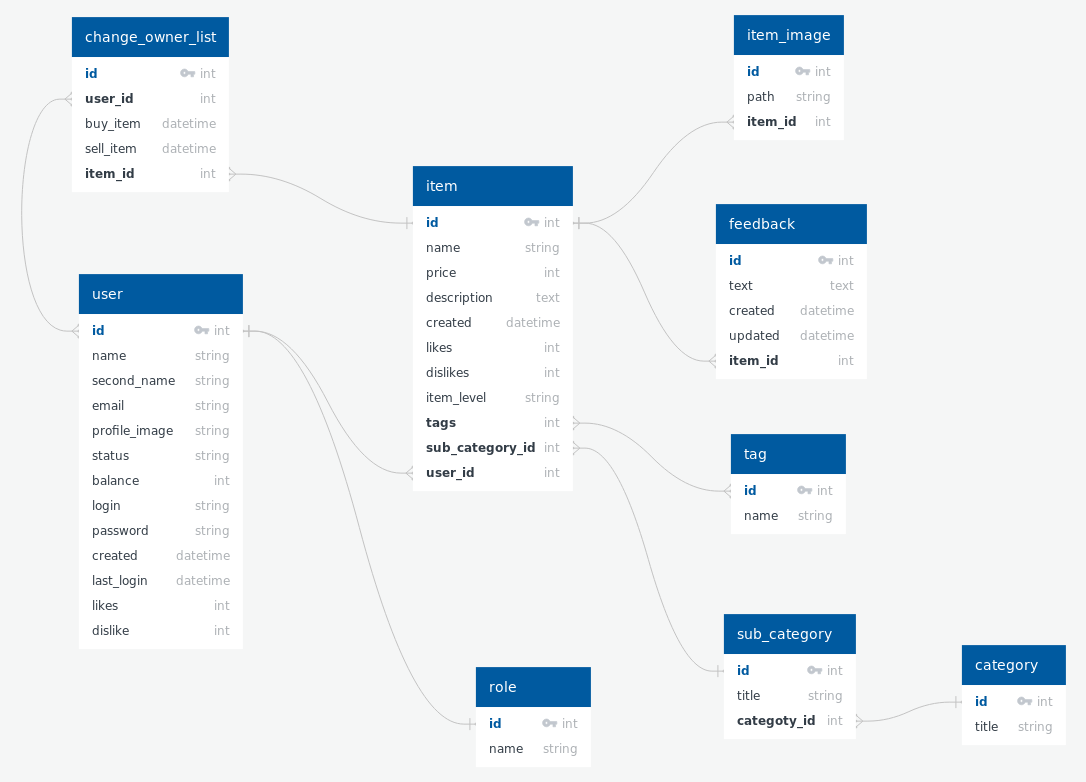 change_owner_list
id int
user_id int
buy_item datetime
sell_item datetime
item_id int
user
id int
name string
second_name string
email string
profile_image string
status string
balance int
login string
password string
created datetime
last_login datetime
likes int
dislike int
item
id int
name string
price int
description text
created datetime
likes int
dislikes int
item_level string
tags int
sub_category_id int
user_id int
role
id int
name string
item_image
id int
path string
item_id int
feedback
id int
text text
created datetime
updated datetime
item_id int
tag
id int
name string
sub_category
id int
title string
categoty_id int
category
id int
title string